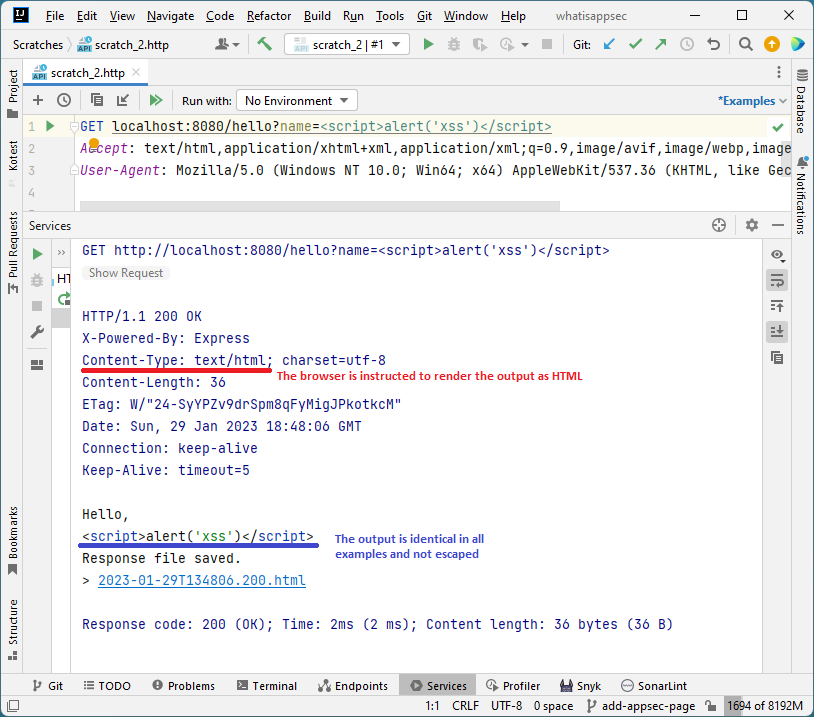 File Edit View Navigate Code Refactor Build Run Tools Git Window Help whatisappsec
Scratches scratch_2.http scratch_2 | #1 Git:
scratch_2.http
Run with: No Environment *Examples
1 GET localhost:8080/hello?name=<script>alert('xss')</script>
2 Accept: text/html,application/xhtml+xml,application/xml;q=0.9,image/avif,image/webp,image
3 User-Agent: Mozilla/5.0 (Windows NT 10.0; Win64; x64) AppleWebKit/537.36 (KHTML, like Gec
4
Project
Kotest
Pull Requests
Bookmarks
Structure
Database
Notifications
Services
HT
GET http://localhost:8080/hello?name=<script>alert('xss')</script>
Show Request
HTTP/1.1 200 OK
X-Powered-By: Express
Content-Type: text/html; charset=utf-8
The browser is instructed to render the output as HTML
Content-Length: 36
ETag: W/"24-SyYPZv9drSpm8qFyMigJPkotkcM"
Date: Sun, 29 Jan 2023 18:48:06 GMT
Connection: keep-alive
Keep-Alive: timeout=5
Hello,
<script>alert('xss')</script>
The output is identical in all
examples and not escaped
Response file saved.
> 2023-01-29T134806.200.html
Response code: 200 (OK); Time: 2ms (2 ms); Content length: 36 bytes (36 B)
Git TODO Problems Terminal Endpoints Services Profiler Snyk SonarLint
1:1 CRLF UTF-8 0 space add-appsec-page 1694 of 8192M